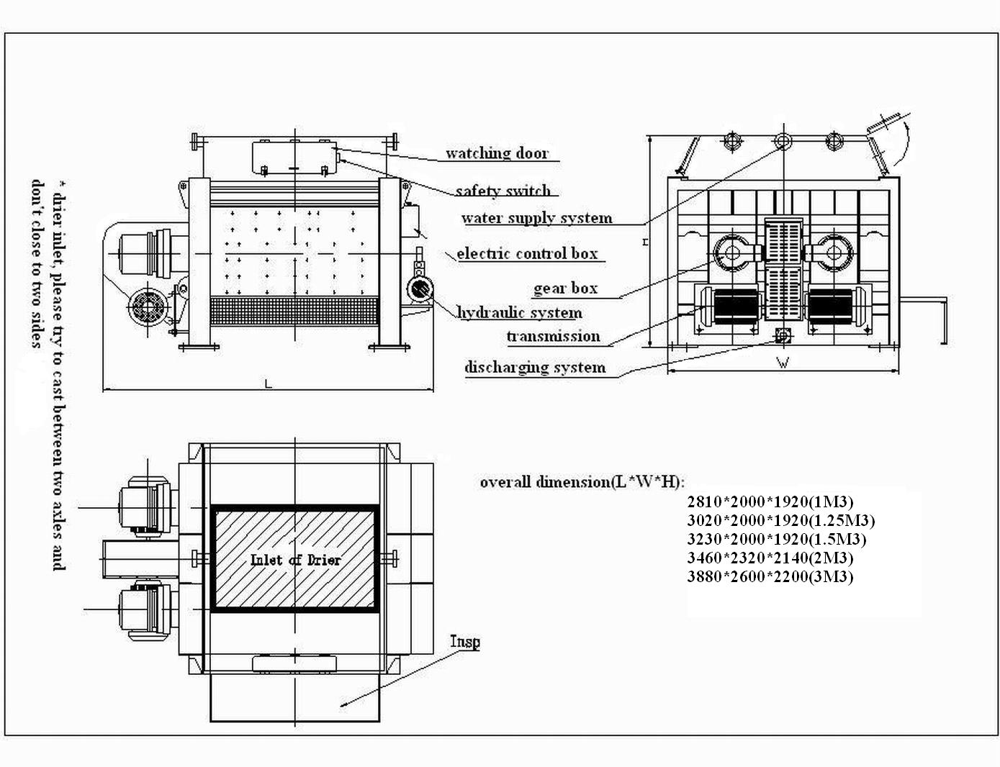 watching door
safety switch
water supply system
electric control box
gear box
hydraulic system
transmission
discharging system
L
W
* drier inlet, please try to cast between two axles and
don't close to two sides
Inlet of Drier
Insp
overall dimension(L*W*H):
2810*2000*1920(1M3)
3020*2000*1920(1.25M3)
3230*2000*1920(1.5M3)
3460*2320*2140(2M3)
3880*2600*2200(3M3)